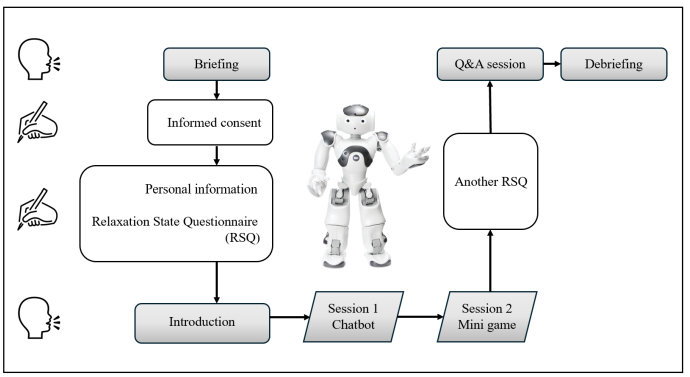 Briefing
Informed consent
Personal information
Relaxation State Questionnaire
(RSQ)
Introduction
Session 1
Chatbot
Session 2
Mini game
Another RSQ
Q&A session
Debriefing